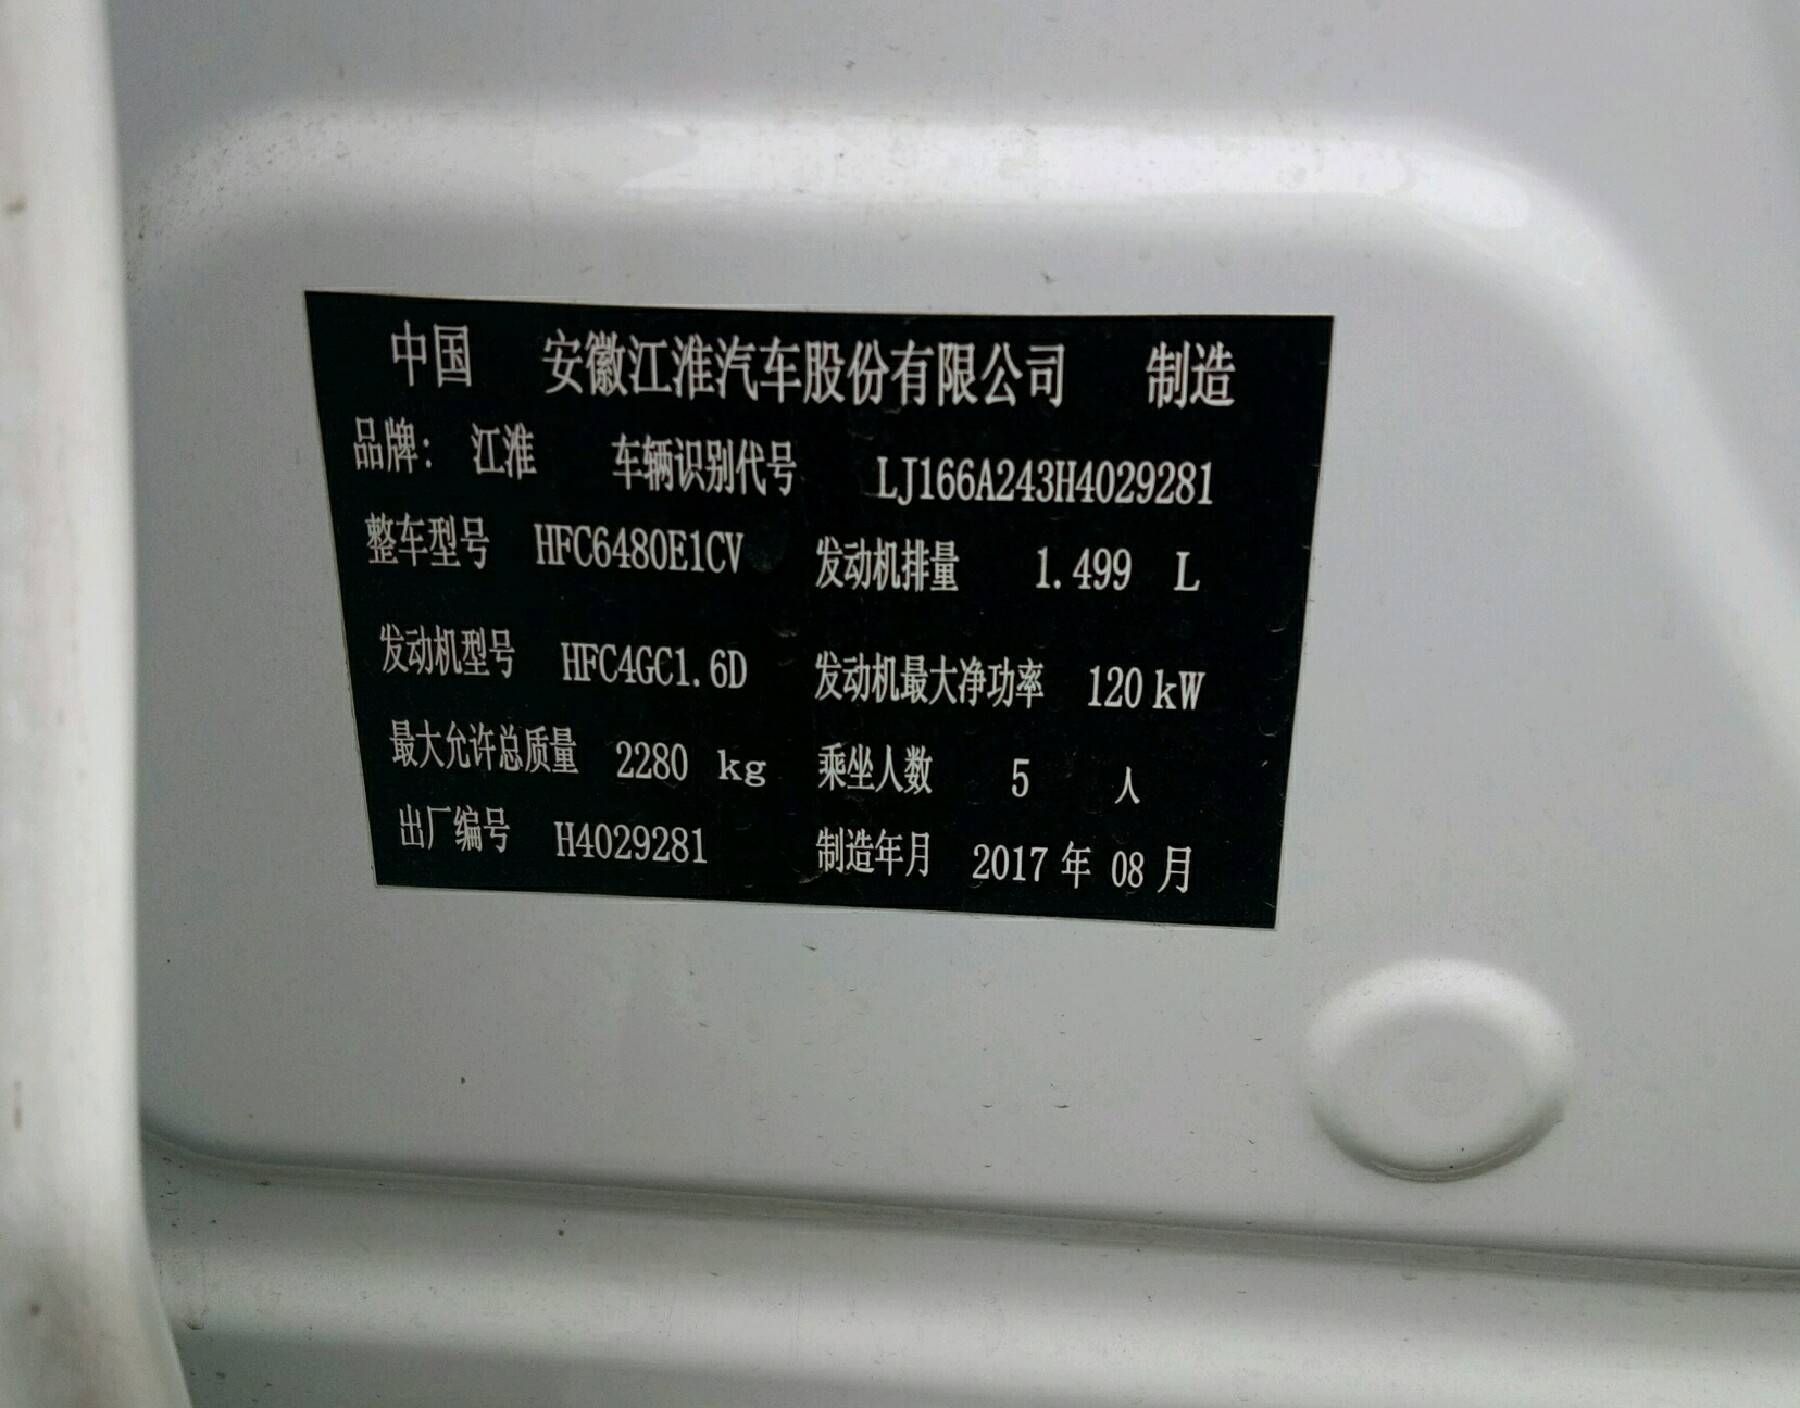 中国 安徽江淮汽车股份有限公司 制造
品牌: 江淮 车辆识别代号 LJ166A243H4029281
整车型号 HFC6480E1CV 发动机排量 1.499 L
发动机型号 HFC4GC1.6D 发动机最大净功率 120 kW
最大允许总质量 2280 kg 乘坐人数 5 人
出厂编号 H4029281 制造年月 2017 年 08 月